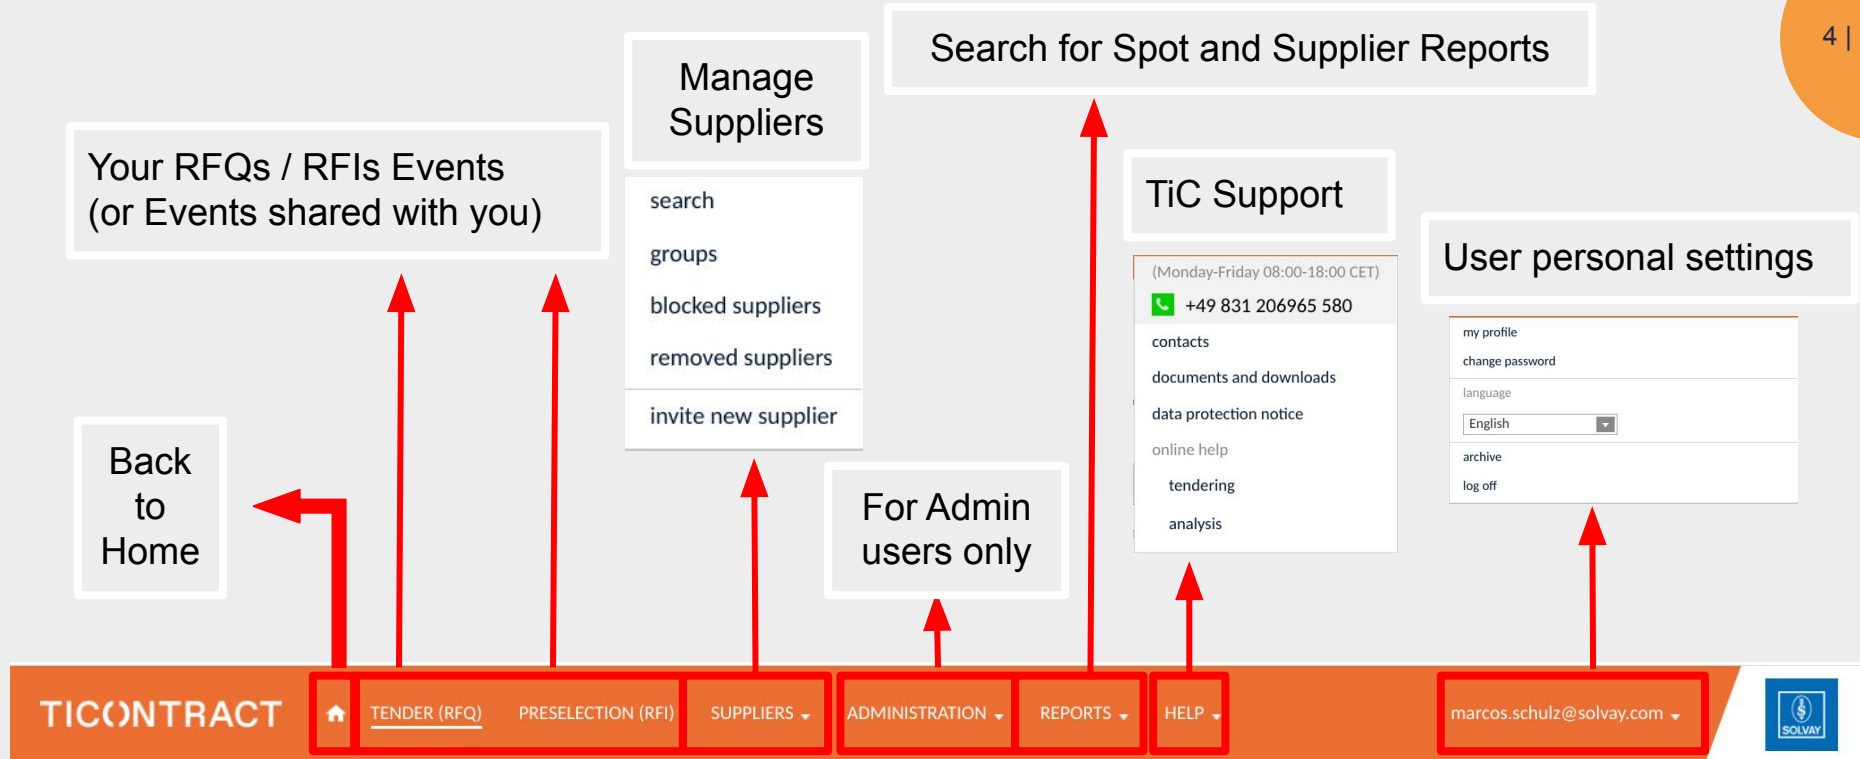 4 |
Search for Spot and Supplier Reports
Manage
Suppliers
Your RFQs / RFIs Events
(or Events shared with you)
search
groups
blocked suppliers
removed suppliers
invite new supplier
TiC Support
(Monday-Friday 08:00-18:00 CET)
+49 831 206965 580
contacts
documents and downloads
data protection notice
online help
tendering
analysis
User personal settings
my profile
change password
language
English
archive
log off
Back
to
Home
For Admin
users only
TICONTRACT
TENDER (RFQ)
PRESELECTION (RFI)
SUPPLIERS
ADMINISTRATION
REPORTS
HELP
marcos.schulz@solvay.com
SOLVAY